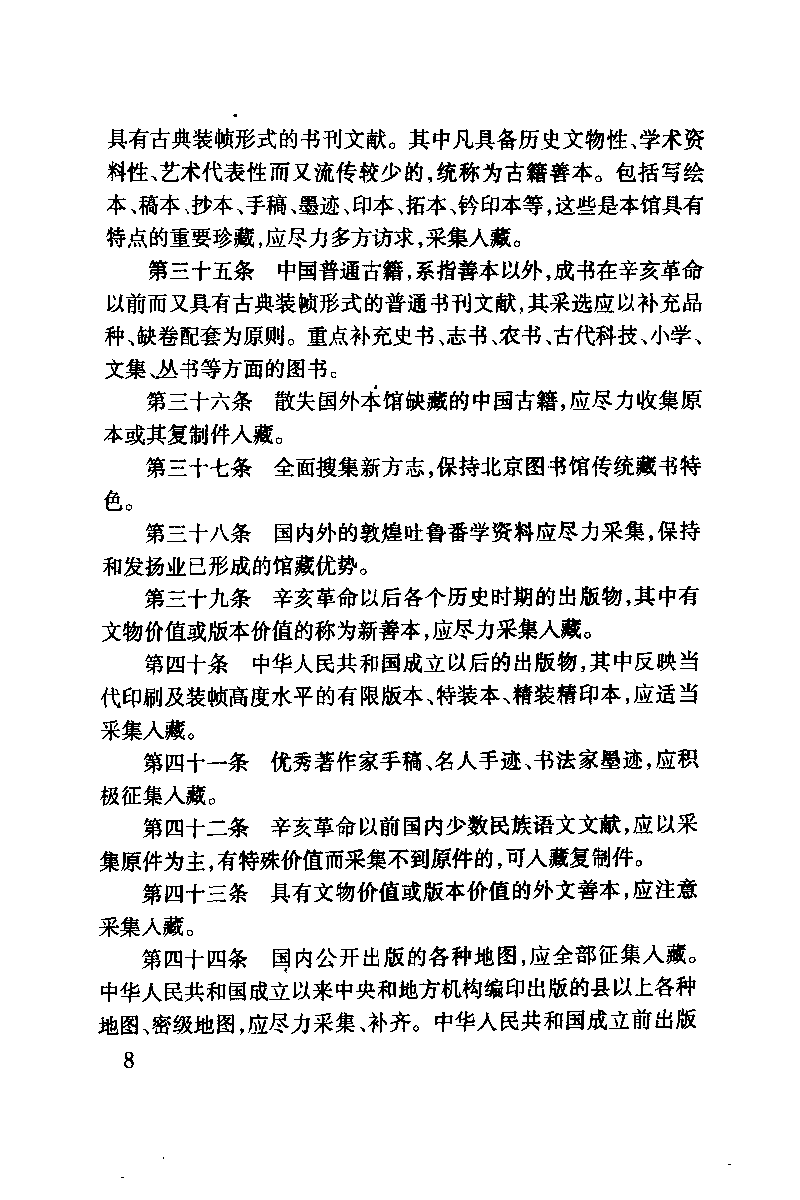 具有古典装帧形式的书刊文献。其中凡具备历史文物性、学术资
料性、艺术代表性而又流传较少的,统称为古籍善本。包括写绘
本、稿本、抄本、手稿、墨迹、印本、拓本、钤印本等,这些是本馆具有
特点的重要珍藏,应尽力多方访求,采集入藏。
第三十五条　中国普通古籍,系指善本以外,成书在辛亥革命
以前而又具有古典装帧形式的普通书刊文献,其采选应以补充品
种、缺卷配套为原则。重点补充史书、志书、农书、古代科技、小学、
文集、丛书等方面的图书。
第三十六条　散失国外本馆缺藏的中国古籍,应尽力收集原
本或其复制件入藏。
第三十七条　全面搜集新方志,保持北京图书馆传统藏书特
色。
第三十八条　国内外的敦煌吐鲁番学资料应尽力采集,保持
和发扬业已形成的馆藏优势。
第三十九条　辛亥革命以后各个历史时期的出版物,其中有
文物价值或版本价值的称为新善本,应尽力采集入藏。
第四十条　中华人民共和国成立以后的出版物,其中反映当
代印刷及装帧高度水平的有限版本、特装本、精装精印本,应适当
采集入藏。
第四十一条　优秀著作家手稿、名人手迹、书法家墨迹,应积
极征集入藏。
第四十二条　辛亥革命以前国内少数民族语文文献,应以采
集原件为主,有特殊价值而采集不到原件的,可入藏复制件。
第四十三条　具有文物价值或版本价值的外文善本,应注意
采集入藏。
第四十四条　国内公开出版的各种地图,应全部征集入藏。
中华人民共和国成立以来中央和地方机构编印出版的县以上各种
地图、密级地图,应尽力采集、补齐。中华人民共和国成立前出版
8